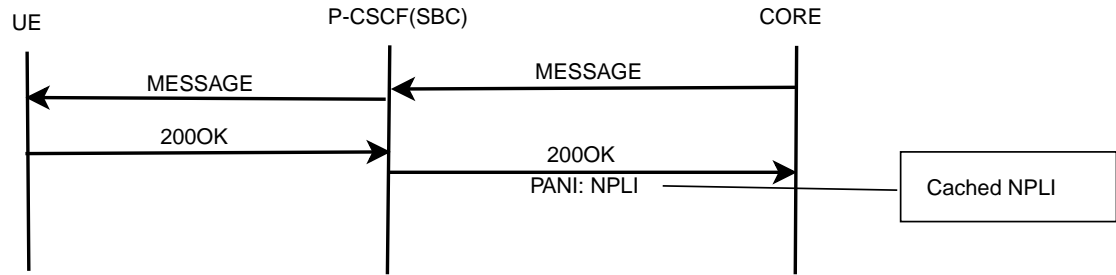 UE
P-CSCF(SBC)
CORE
MESSAGE
MESSAGE
200OK
200OK
PANI: NPLI
Cached NPLI